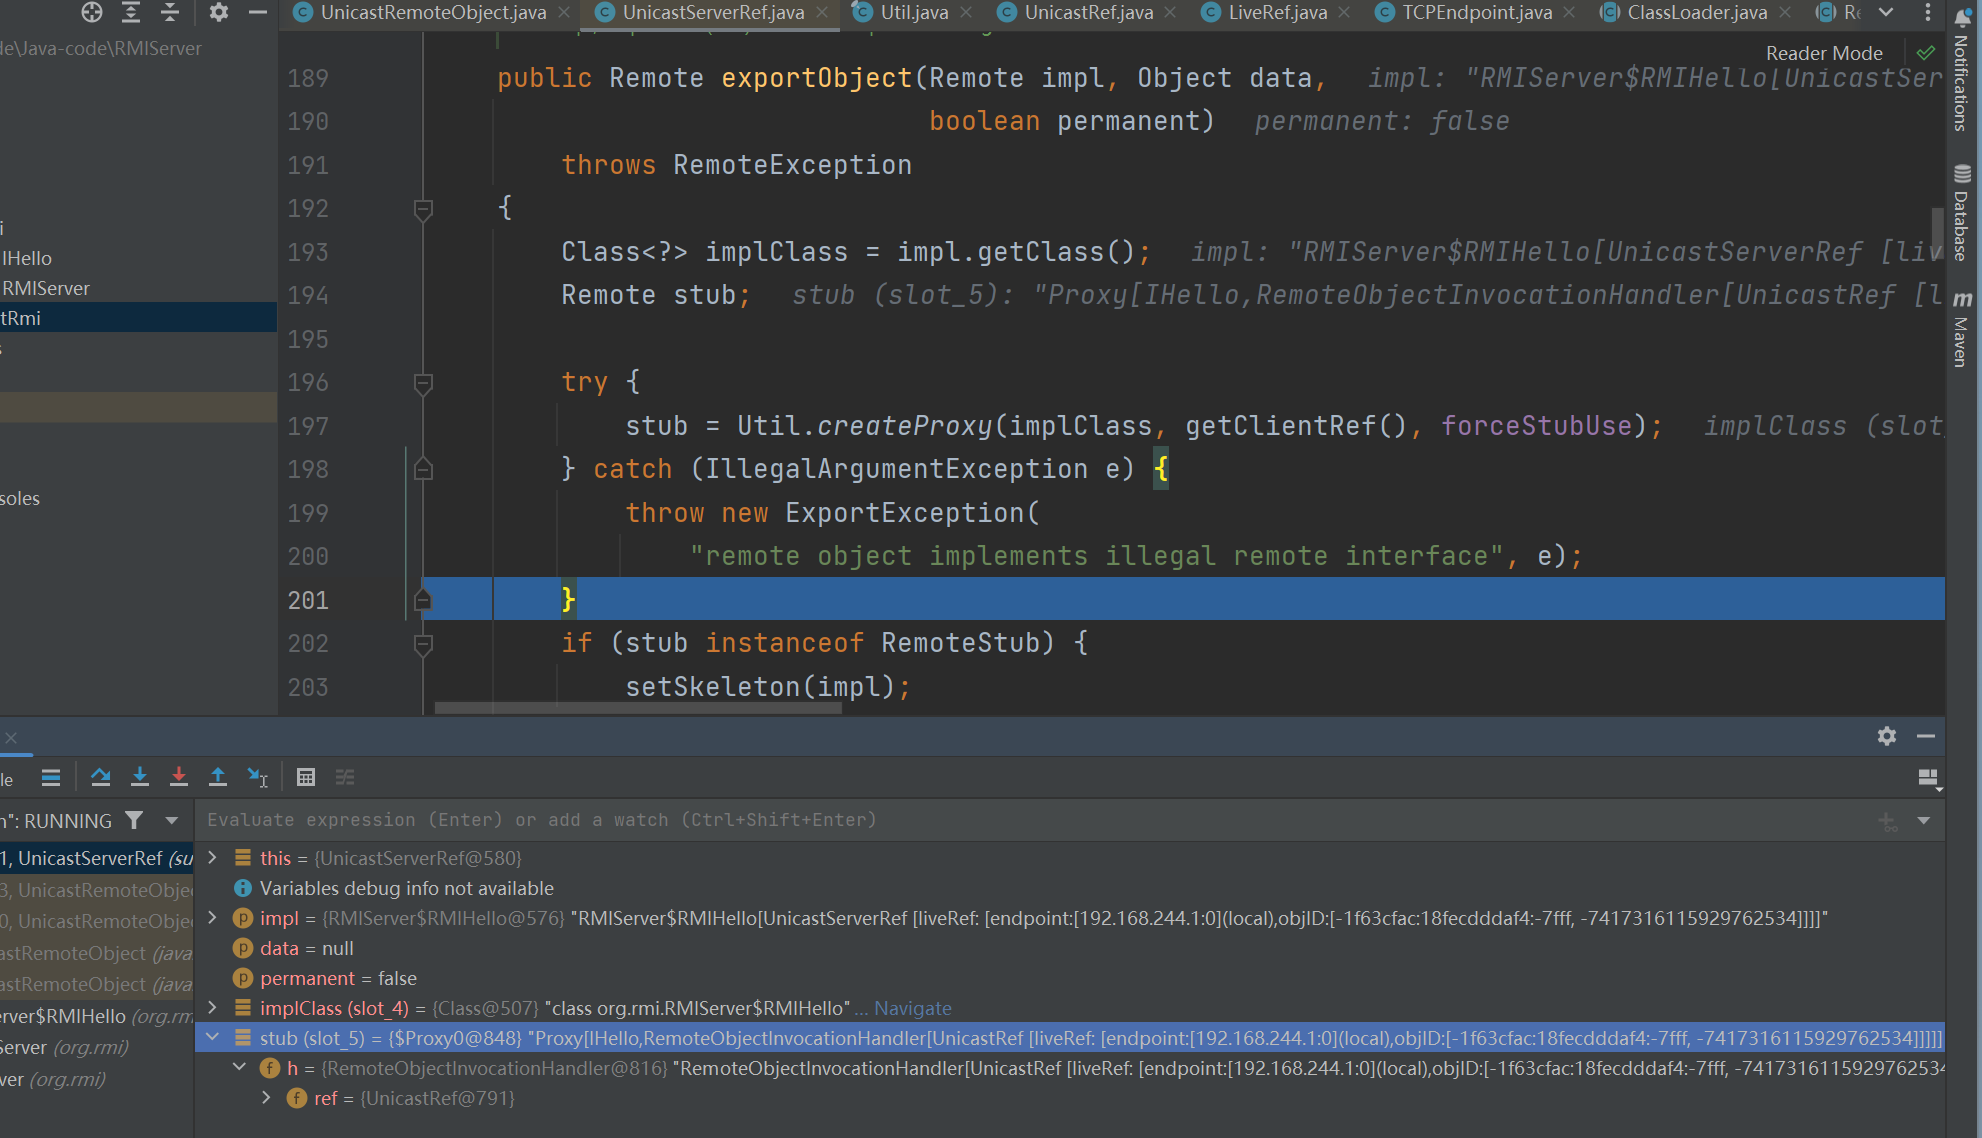 UnicastRemoteObject.java
UnicastServerRef.java
Util.java
UnicastRef.java
LiveRef.java
TCPEndpoint.java
ClassLoader.java
Re
de\Java-code\RMIServer
Reader Mode
Notifications
Database
Maven
i
IHello
RMIServer
tRmi
s
soles
189 public Remote exportObject(Remote impl, Object data, impl: "RMIServer$RMIHello[UnicastSer
190 boolean permanent) permanent: false
191 throws RemoteException
192 {
193 Class<?> implClass = impl.getClass(); impl: "RMIServer$RMIHello[UnicastServerRef [liv
194 Remote stub; stub (slot_5): "Proxy[IHello,RemoteObjectInvocationHandler[UnicastRef [l
195
196 try {
197 stub = Util.createProxy(implClass, getClientRef(), forceStubUse); implClass (slot_
198 } catch (IllegalArgumentException e) {
199 throw new ExportException(
200 "remote object implements illegal remote interface", e);
201 }
202 if (stub instanceof RemoteStub) {
203 setSkeleton(impl);
le
n": RUNNING
Evaluate expression (Enter) or add a watch (Ctrl+Shift+Enter)
1, UnicastServerRef (su
3, UnicastRemoteObje
0, UnicastRemoteObje
astRemoteObject (java
astRemoteObject (java
erver$RMIHello (org.rm
Server (org.rmi)
ver (org.rmi)
this = {UnicastServerRef@580}
Variables debug info not available
impl = {RMIServer$RMIHello@576} "RMIServer$RMIHello[UnicastServerRef [liveRef: [endpoint:[192.168.244.1:0](local),objID:[-1f63cfac:18fecdddaf4:-7fff, -7417316115929762534]]]]"
data = null
permanent = false
implClass (slot_4) = {Class@507} "class org.rmi.RMIServer$RMIHello" ... Navigate
stub (slot_5) = {$Proxy0@848} "Proxy[IHello,RemoteObjectInvocationHandler[UnicastRef [liveRef: [endpoint:[192.168.244.1:0](local),objID:[-1f63cfac:18fecdddaf4:-7fff, -7417316115929762534]]]]]
h = {RemoteObjectInvocationHandler@816} "RemoteObjectInvocationHandler[UnicastRef [liveRef: [endpoint:[192.168.244.1:0](local),objID:[-1f63cfac:18fecdddaf4:-7fff, -7417316115929762534
ref = {UnicastRef@791}